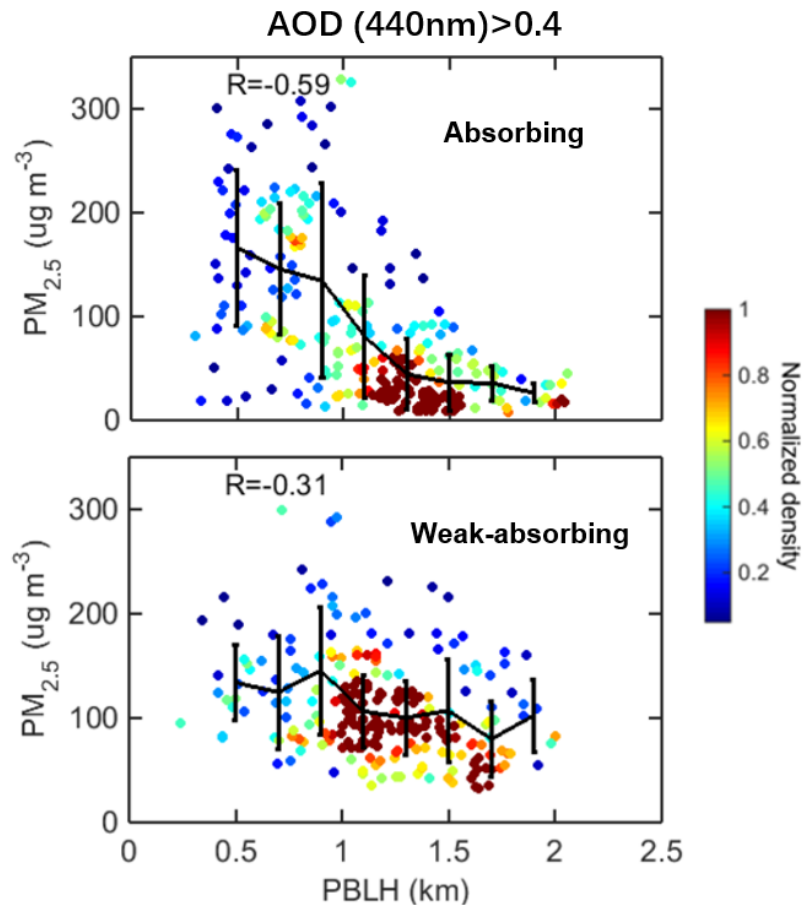 AOD (440nm)>0.4
R=-0.59
Absorbing
300
200
100
0
PM2.5 (ug m-3)
R=-0.31
Weak-absorbing
300
200
100
0
PM2.5 (ug m-3)
0 0.5 1 1.5 2 2.5
PBLH (km)
1
0.8
0.6
0.4
0.2
Normalized density